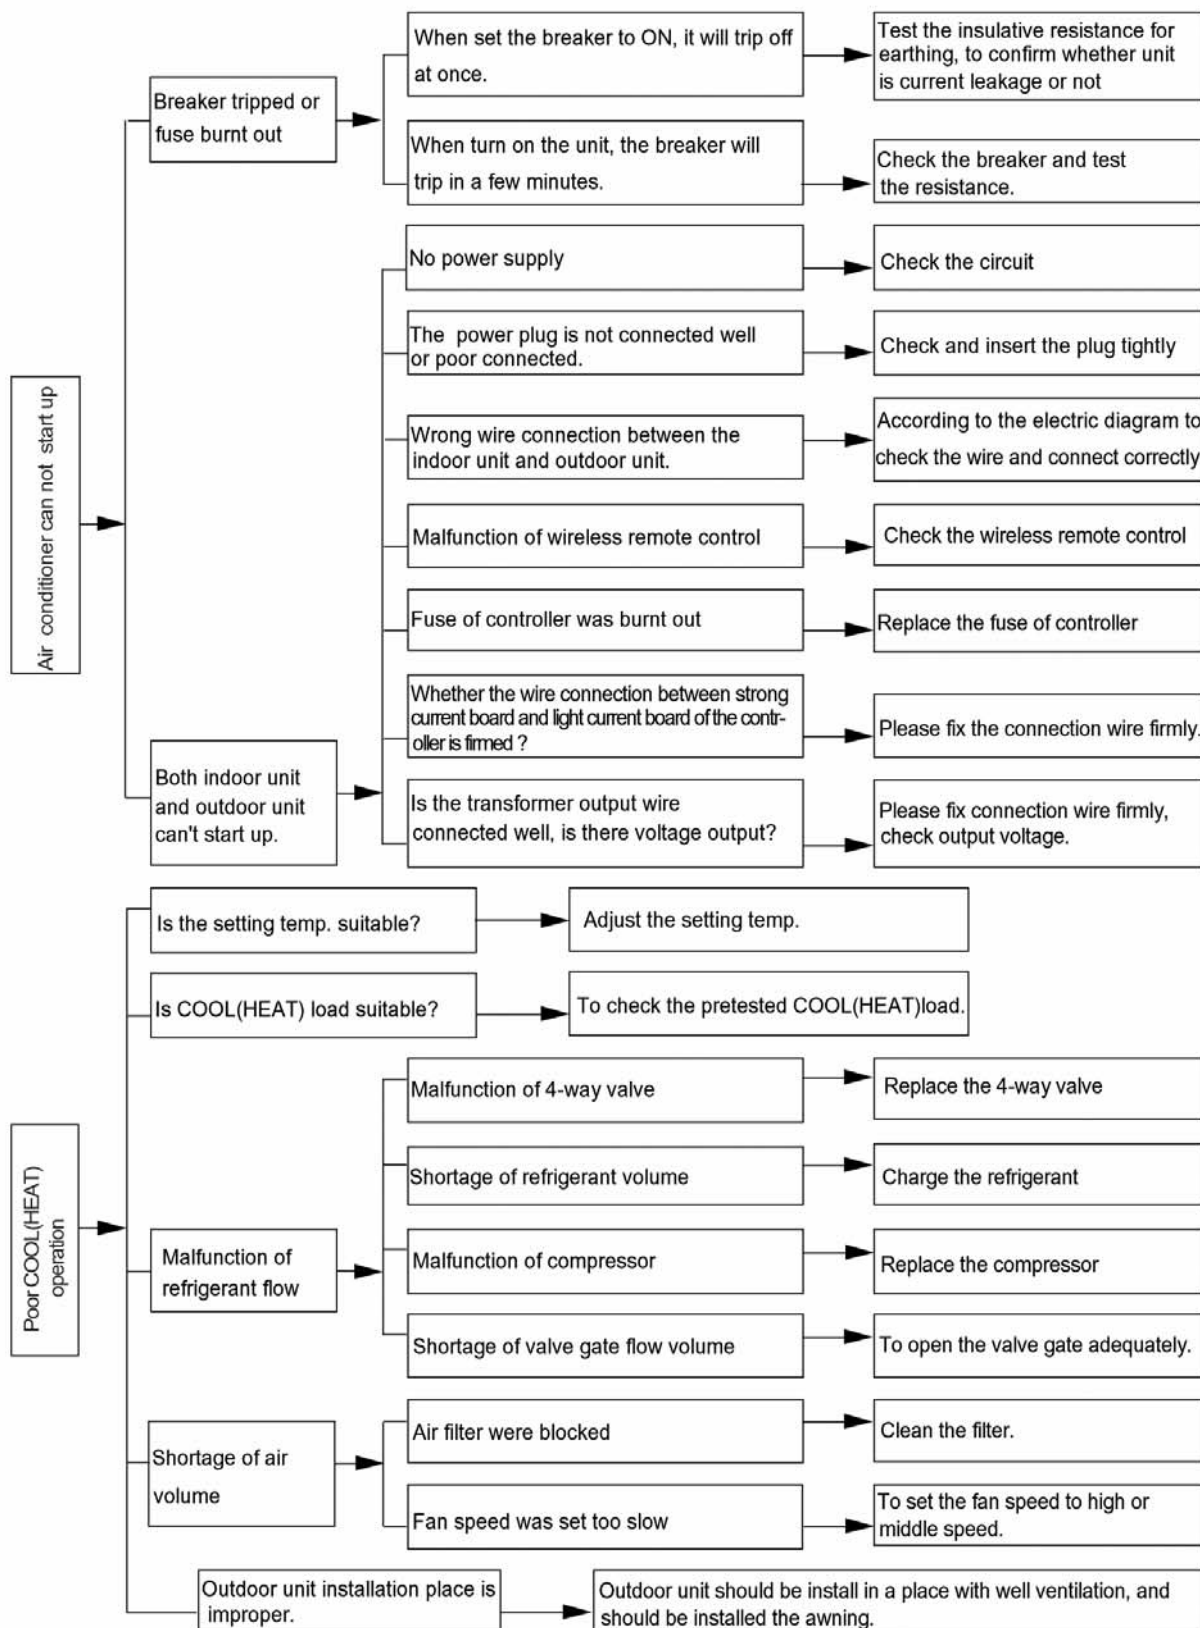 Air conditioner can not start up
Breaker tripped or
fuse burnt out
When set the breaker to ON, it will trip off
at once.
Test the insulative resistance for
earthing, to confirm whether unit
is current leakage or not
When turn on the unit, the breaker will
trip in a few minutes.
Check the breaker and test
the resistance.
Both indoor unit
and outdoor unit
can't start up.
No power supply
Check the circuit
The power plug is not connected well
or poor connected.
Check and insert the plug tightly
Wrong wire connection between the
indoor unit and outdoor unit.
According to the electric diagram to
check the wire and connect correctly
Malfunction of wireless remote control
Check the wireless remote control
Fuse of controller was burnt out
Replace the fuse of controller
Whether the wire connection between strong
current board and light current board of the contr-
oller is firmed ?
Please fix the connection wire firmly.
Is the transformer output wire
connected well, is there voltage output?
Please fix connection wire firmly,
check output voltage.
Poor COOL(HEAT)
operation
Is the setting temp. suitable?
Adjust the setting temp.
Is COOL(HEAT) load suitable?
To check the pretested COOL(HEAT)load.
Malfunction of
refrigerant flow
Malfunction of 4-way valve
Replace the 4-way valve
Shortage of refrigerant volume
Charge the refrigerant
Malfunction of compressor
Replace the compressor
Shortage of valve gate flow volume
To open the valve gate adequately.
Shortage of air
volume
Air filter were blocked
Clean the filter.
Fan speed was set too slow
To set the fan speed to high or
middle speed.
Outdoor unit installation place is
improper.
Outdoor unit should be install in a place with well ventilation, and
should be installed the awning.